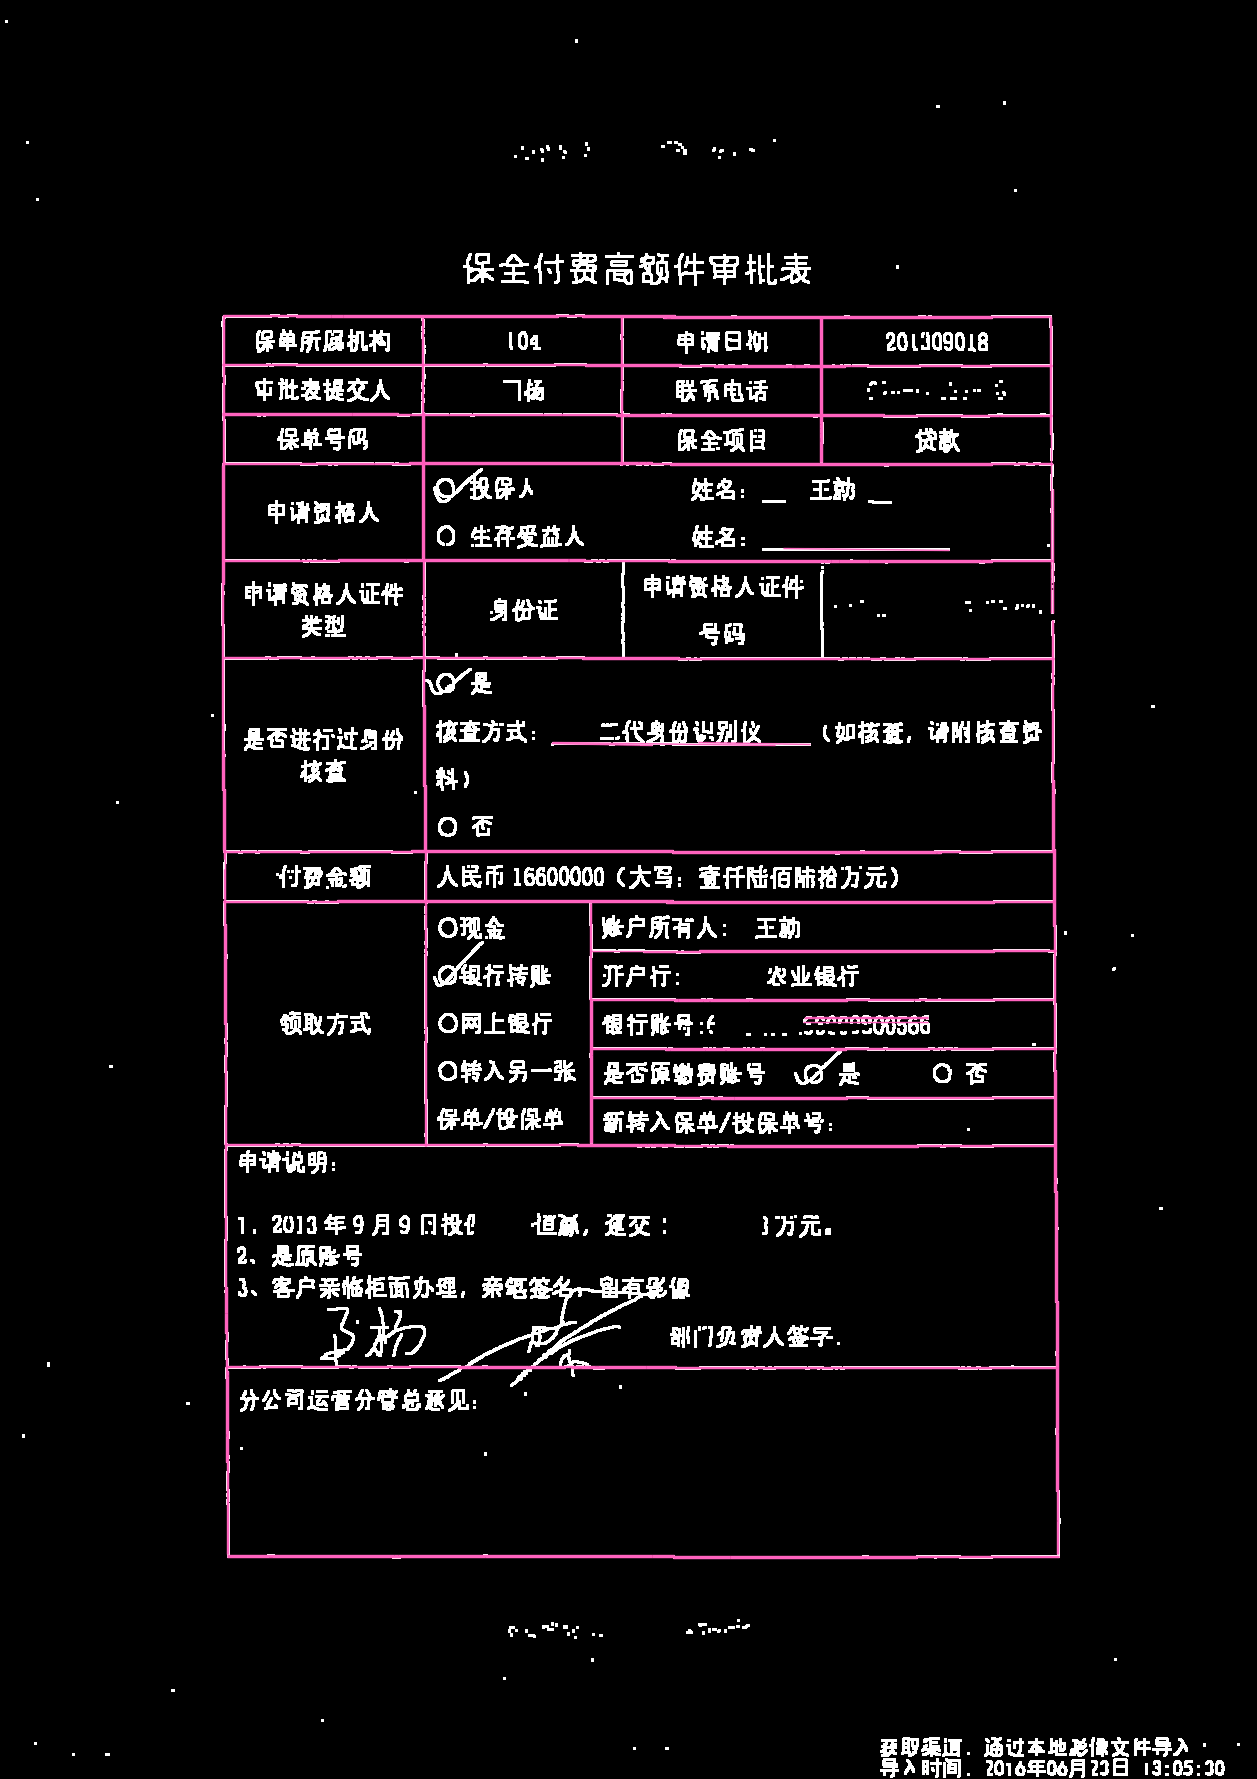 保全付费高额件审批表
保单所属机构 104 申请日期 201309018
审批表提交人 杨 联系电话
保单号码 保全项目 贷款
申请资格人 投保人 姓名: 王勋
生存受益人 姓名:
申请资格人证件类型 身份证 申请资格人证件号码
是否进行过身份核查 是
核查方式: 二代身份识别仪 (如核查, 请附核查资料)
否
付费金额 人民币 16600000 (大写: 壹仟陆佰陆拾万元)
领取方式 现金 账户所有人: 王勋
银行转账 开户行: 农业银行
网上银行 银行账号:
转入另一张保单/投保单 是否原缴费账号 是 否
新转入保单/投保单号:
申请说明:
1. 2013年9月9日投 恒赢, 趸交: 万元。
2、是原账号
3、客户亲临柜面办理, 亲笔签名, 留有影像
部门负责人签字.
分公司运营分管总意见:
获取渠道. 通过本地影像文件导入
导入时间. 2016年06月23日 13:05:30